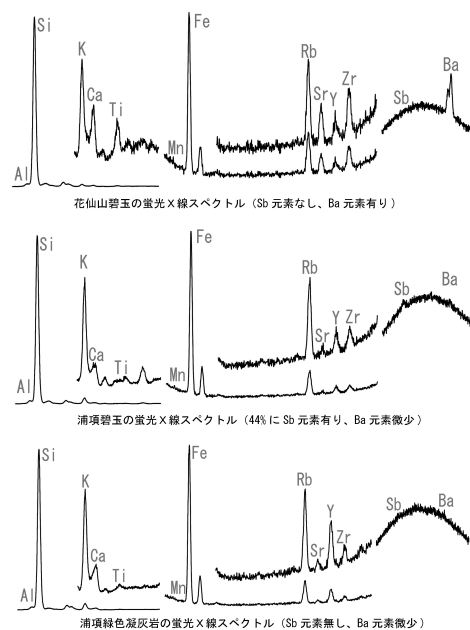 Si
Fe
K
Ca
Ti
Rb
Sr
Y
Zr
Ba
Sb
Mn
Al
花仙山碧玉の蛍光X線スペクトル（Sb 元素なし、Ba 元素有り）
Si
Fe
K
Rb
Ca
Ti
Sr
Y
Zr
Sb
Ba
Mn
Al
浦項碧玉の蛍光X線スペクトル（44%に Sb 元素有り、Ba 元素微少）
Si
Fe
K
Rb
Ca
Ti
Sr
Y
Zr
Sb
Ba
Mn
Al
浦項緑色凝灰岩の蛍光X線スペクトル（Sb 元素無し、Ba 元素微少）